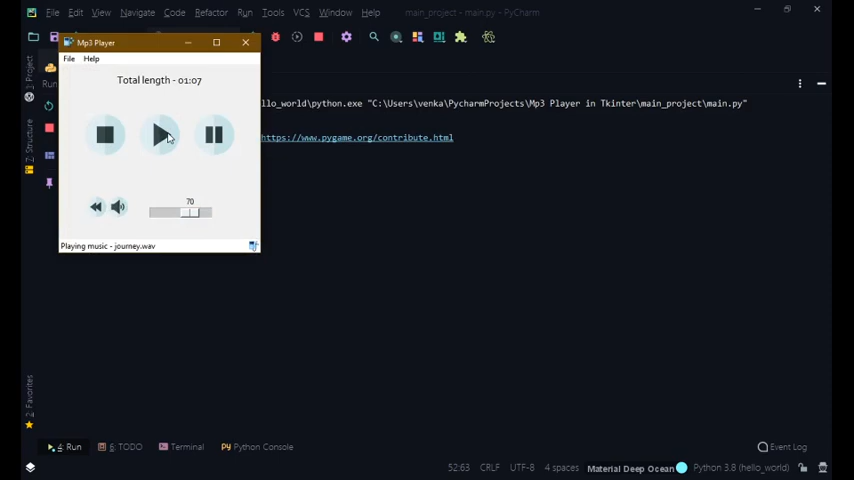 File Edit View Navigate Code Refactor Run Tools VCS Window Help main_project - main.py - PyCharm
Mp3 Player
File Help
Total length - 01:07
70
Playing music - journey.wav
1: Project
Run
Z: Structure
2: Favorites
llo_world\python.exe "C:\Users\venka\PycharmProjects\Mp3 Player in Tkinter\main_project\main.py"
https://www.pygame.org/contribute.html
4: Run 6: TODO Terminal Python Console Event Log
52:63 CRLF UTF-8 4 spaces Material Deep Ocean Python 3.8 (hello_world)